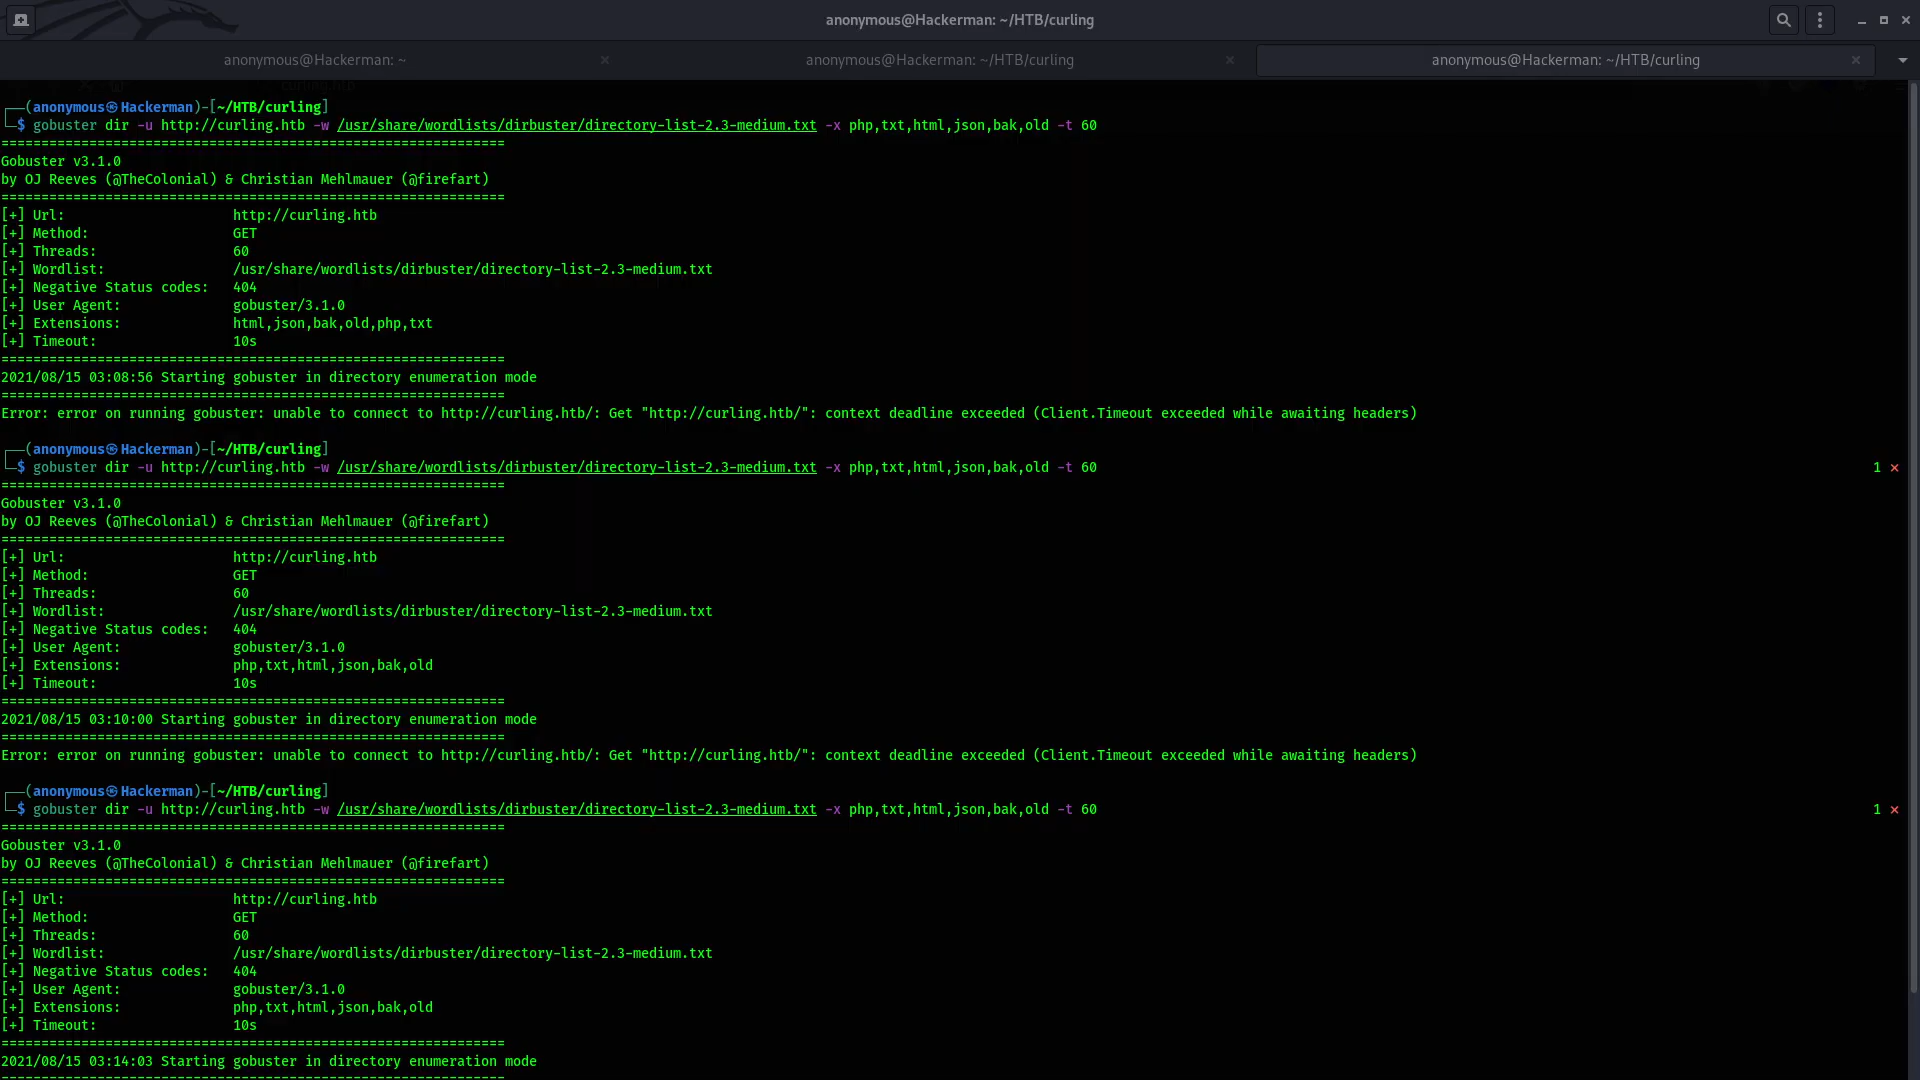 anonymous@Hackerman: ~/HTB/curling
anonymous@Hackerman: ~
anonymous@Hackerman: ~/HTB/curling
anonymous@Hackerman: ~/HTB/curling
┌──(anonymous㉿Hackerman)-[~/HTB/curling]
└─$ gobuster dir -u http://curling.htb -w /usr/share/wordlists/dirbuster/directory-list-2.3-medium.txt -x php,txt,html,json,bak,old -t 60
===============================================================
Gobuster v3.1.0
by OJ Reeves (@TheColonial) & Christian Mehlmauer (@firefart)
===============================================================
[+] Url:                     http://curling.htb
[+] Method:                  GET
[+] Threads:                 60
[+] Wordlist:                /usr/share/wordlists/dirbuster/directory-list-2.3-medium.txt
[+] Negative Status codes:   404
[+] User Agent:              gobuster/3.1.0
[+] Extensions:              html,json,bak,old,php,txt
[+] Timeout:                 10s
===============================================================
2021/08/15 03:08:56 Starting gobuster in directory enumeration mode
===============================================================
Error: error on running gobuster: unable to connect to http://curling.htb/: Get "http://curling.htb/": context deadline exceeded (Client.Timeout exceeded while awaiting headers)
┌──(anonymous㉿Hackerman)-[~/HTB/curling]
└─$ gobuster dir -u http://curling.htb -w /usr/share/wordlists/dirbuster/directory-list-2.3-medium.txt -x php,txt,html,json,bak,old -t 60 1 ⨯
===============================================================
Gobuster v3.1.0
by OJ Reeves (@TheColonial) & Christian Mehlmauer (@firefart)
===============================================================
[+] Url:                     http://curling.htb
[+] Method:                  GET
[+] Threads:                 60
[+] Wordlist:                /usr/share/wordlists/dirbuster/directory-list-2.3-medium.txt
[+] Negative Status codes:   404
[+] User Agent:              gobuster/3.1.0
[+] Extensions:              php,txt,html,json,bak,old
[+] Timeout:                 10s
===============================================================
2021/08/15 03:10:00 Starting gobuster in directory enumeration mode
===============================================================
Error: error on running gobuster: unable to connect to http://curling.htb/: Get "http://curling.htb/": context deadline exceeded (Client.Timeout exceeded while awaiting headers)
┌──(anonymous㉿Hackerman)-[~/HTB/curling]
└─$ gobuster dir -u http://curling.htb -w /usr/share/wordlists/dirbuster/directory-list-2.3-medium.txt -x php,txt,html,json,bak,old -t 60 1 ⨯
===============================================================
Gobuster v3.1.0
by OJ Reeves (@TheColonial) & Christian Mehlmauer (@firefart)
===============================================================
[+] Url:                     http://curling.htb
[+] Method:                  GET
[+] Threads:                 60
[+] Wordlist:                /usr/share/wordlists/dirbuster/directory-list-2.3-medium.txt
[+] Negative Status codes:   404
[+] User Agent:              gobuster/3.1.0
[+] Extensions:              php,txt,html,json,bak,old
[+] Timeout:                 10s
===============================================================
2021/08/15 03:14:03 Starting gobuster in directory enumeration mode
===============================================================